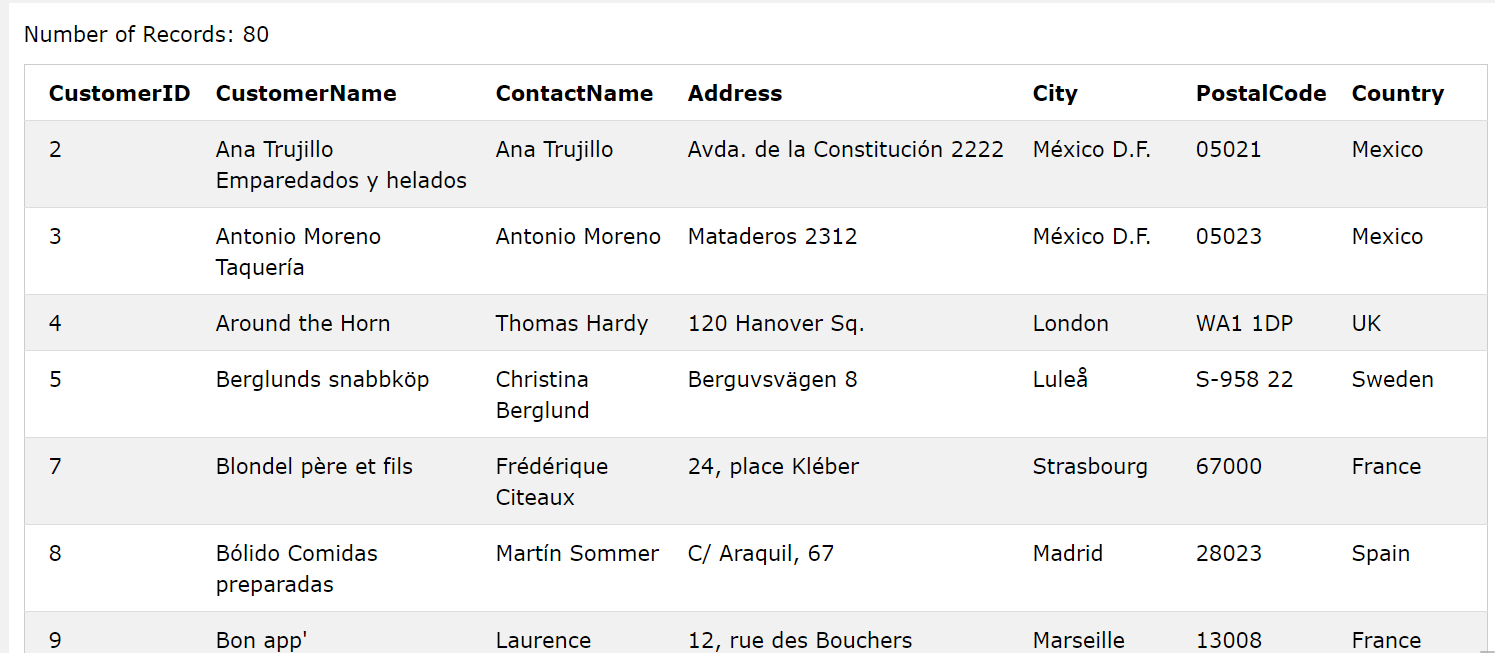 Number of Records: 80
CustomerID CustomerName ContactName Address City PostalCode Country
2 Ana Trujillo Ana Trujillo Avda. de la Constitución 2222 México D.F. 05021 Mexico
Emparedados y helados
3 Antonio Moreno Antonio Moreno Mataderos 2312 México D.F. 05023 Mexico
Taquería
4 Around the Horn Thomas Hardy 120 Hanover Sq. London WA1 1DP UK
5 Berglunds snabbköp Christina Berguvsvägen 8 Luleå S-958 22 Sweden
Berglund
7 Blondel père et fils Frédérique 24, place Kléber Strasbourg 67000 France
Citeaux
8 Bólido Comidas Martín Sommer C/ Araquil, 67 Madrid 28023 Spain
preparadas
9 Bon app' Laurence 12, rue des Bouchers Marseille 13008 France